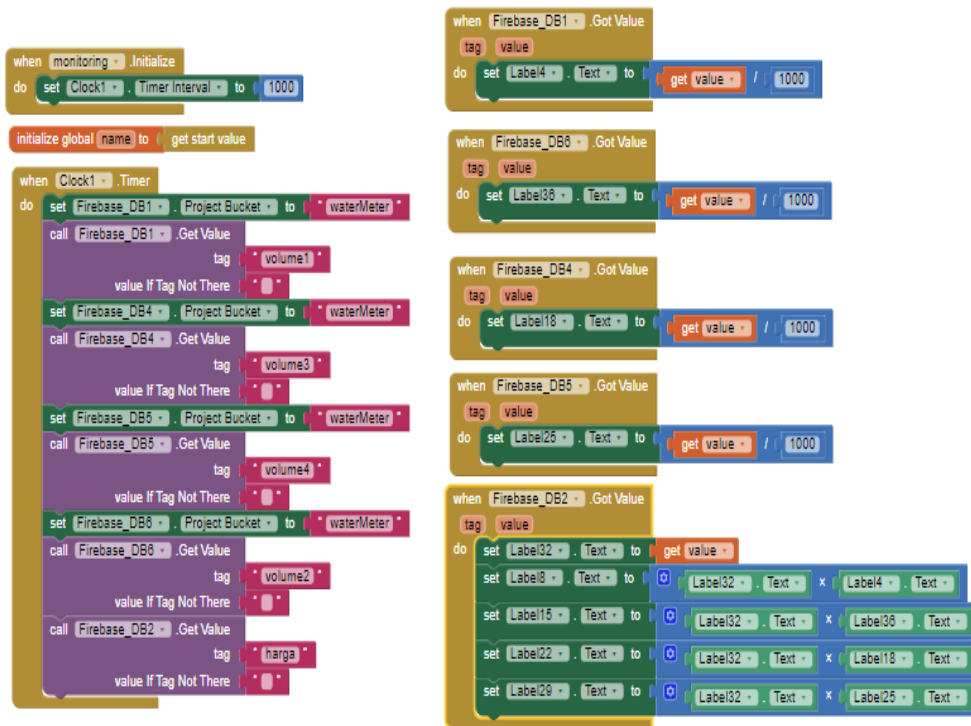 when monitoring .Initialize
do set Clock1 . Timer Interval to 1000
initialize global name to get start value
when Clock1 .Timer
do set Firebase_DB1 . Project Bucket to " waterMeter "
call Firebase_DB1 .Get Value
tag " volume1 "
value If Tag Not There " "
set Firebase_DB4 . Project Bucket to " waterMeter "
call Firebase_DB4 .Get Value
tag " volume3 "
value If Tag Not There " "
set Firebase_DB5 . Project Bucket to " waterMeter "
call Firebase_DB5 .Get Value
tag " volume4 "
value If Tag Not There " "
set Firebase_DB6 . Project Bucket to " waterMeter "
call Firebase_DB6 .Get Value
tag " volume2 "
value If Tag Not There " "
call Firebase_DB2 .Get Value
tag " harga "
value If Tag Not There " "
when Firebase_DB1 .Got Value
tag value
do set Label4 . Text to get value / 1000
when Firebase_DB6 .Got Value
tag value
do set Label36 . Text to get value / 1000
when Firebase_DB4 .Got Value
tag value
do set Label18 . Text to get value / 1000
when Firebase_DB5 .Got Value
tag value
do set Label25 . Text to get value / 1000
when Firebase_DB2 .Got Value
tag value
do set Label32 . Text to get value
set Label8 . Text to Label32 . Text x Label4 . Text
set Label15 . Text to Label32 . Text x Label36 . Text
set Label22 . Text to Label32 . Text x Label18 . Text
set Label29 . Text to Label32 . Text x Label25 . Text